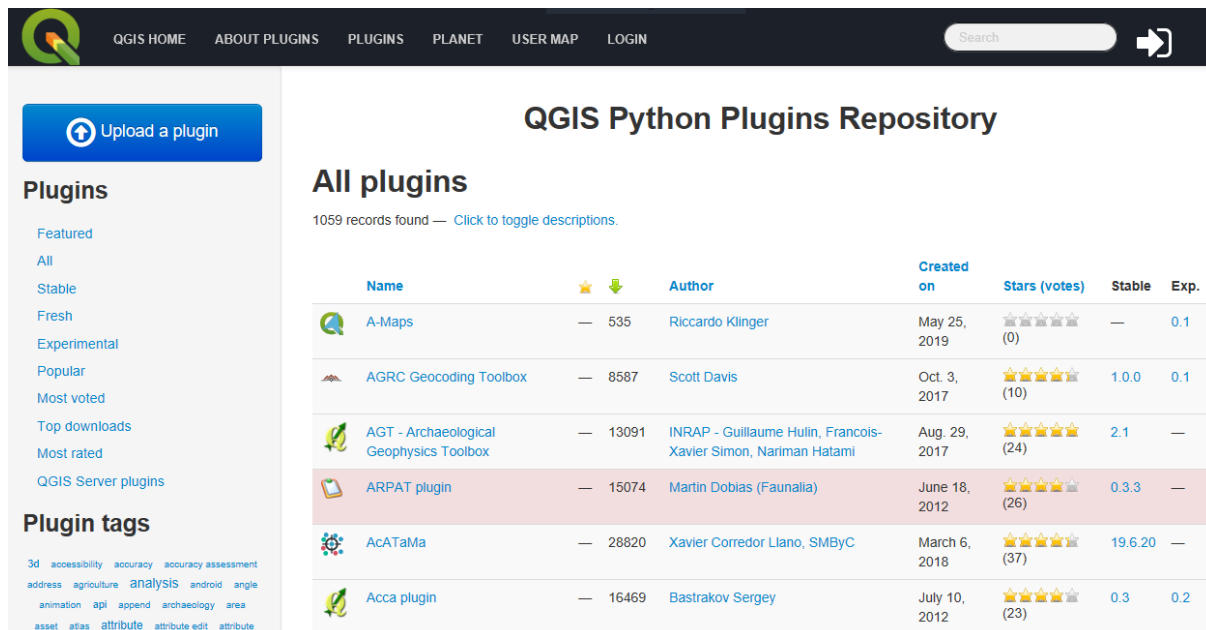 QGIS HOME ABOUT PLUGINS PLUGINS PLANET USER MAP LOGIN Search
Upload a plugin
Plugins
Featured
All
Stable
Fresh
Experimental
Popular
Most voted
Top downloads
Most rated
QGIS Server plugins
Plugin tags
3d accessibility accuracy accuracy assessment
address agriculture analysis android angle
animation api append archaeology area
asset atlas attribute attribute edit attribute
QGIS Python Plugins Repository
All plugins
1059 records found — Click to toggle descriptions.
Name Author Created on Stars (votes) Stable Exp.
A-Maps — 535 Riccardo Klinger May 25, 2019 (0) — 0.1
AGRC Geocoding Toolbox — 8587 Scott Davis Oct. 3, 2017 (10) 1.0.0 0.1
AGT - Archaeological Geophysics Toolbox — 13091 INRAP - Guillaume Hulin, Francois-Xavier Simon, Nariman Hatami Aug. 29, 2017 (24) 2.1 —
ARPAT plugin — 15074 Martin Dobias (Faunalia) June 18, 2012 (26) 0.3.3 —
AcATaMa — 28820 Xavier Corredor Llano, SMByC March 6, 2018 (37) 19.6.20 —
Acca plugin — 16469 Bastrakov Sergey July 10, 2012 (23) 0.3 0.2